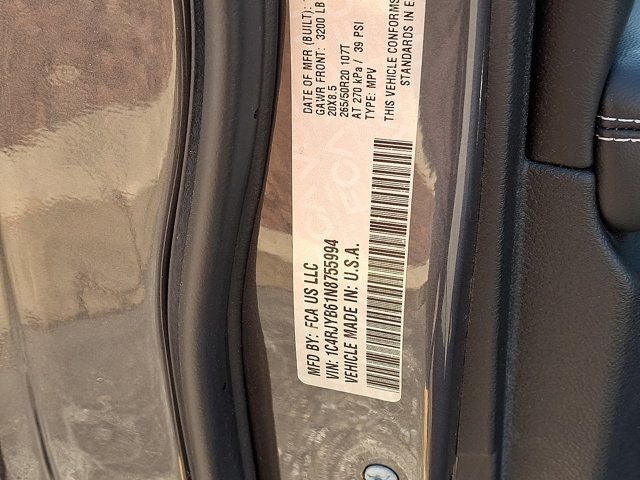 MFD BY: FCA US LLC
VIN: 1C4RJYB61N8755994
VEHICLE MADE IN: U.S.A.
DATE OF MFR (BUILT):
GAWR FRONT: 3200 LB
20X8.5
265/50R20 107T
AT 270 kPa / 39 PSI
TYPE: MPV
THIS VEHICLE CONFORMS
STANDARDS IN E